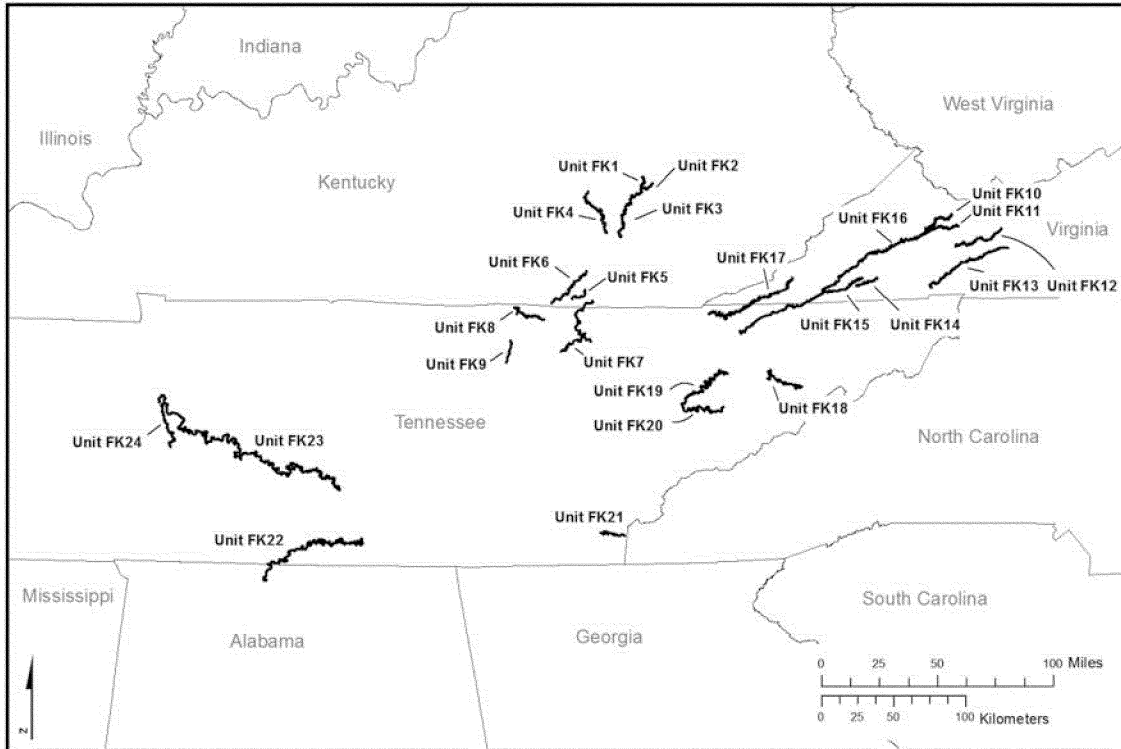 Indiana
West Virginia
Illinois
Unit FK1
Unit FK2
Kentucky
Unit FK10
Unit FK4
Unit FK3
Unit FK16
Unit FK11
Virginia
Unit FK17
Unit FK6
Unit FK5
Unit FK13
Unit FK12
Unit FK8
Unit FK15
Unit FK14
Unit FK9
Unit FK7
Unit FK19
Unit FK18
Tennessee
Unit FK20
Unit FK24
Unit FK23
North Carolina
Unit FK21
Unit FK22
Mississippi
South Carolina
Alabama
Georgia
0 25 50 100 Miles
0 25 50 100 Kilometers
N